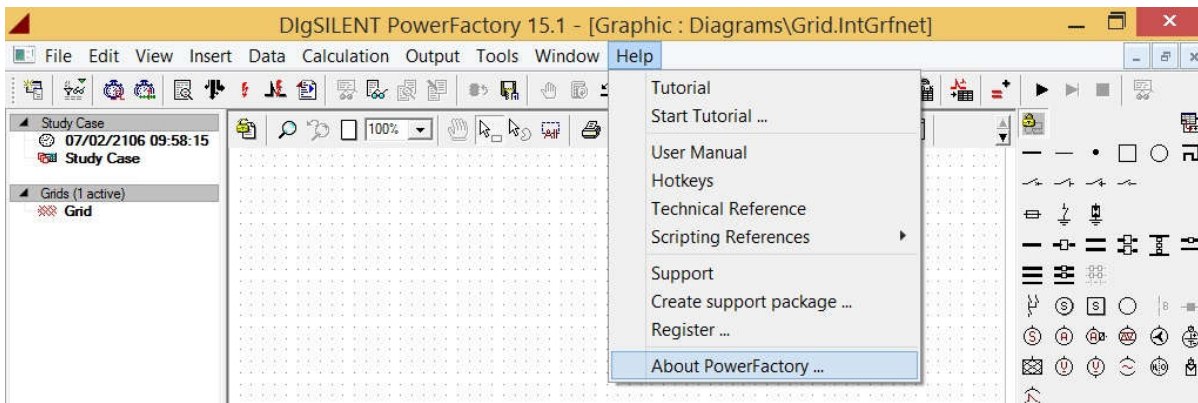 DIgSILENT PowerFactory 15.1 - [Graphic : Diagrams\Grid.IntGrfnet]
File Edit View Insert Data Calculation Output Tools Window Help
Study Case
07/02/2106 09:58:15
Study Case
Grids (1 active)
Grid
100%
Tutorial
Start Tutorial ...
User Manual
Hotkeys
Technical Reference
Scripting References
Support
Create support package ...
Register ...
About PowerFactory ...